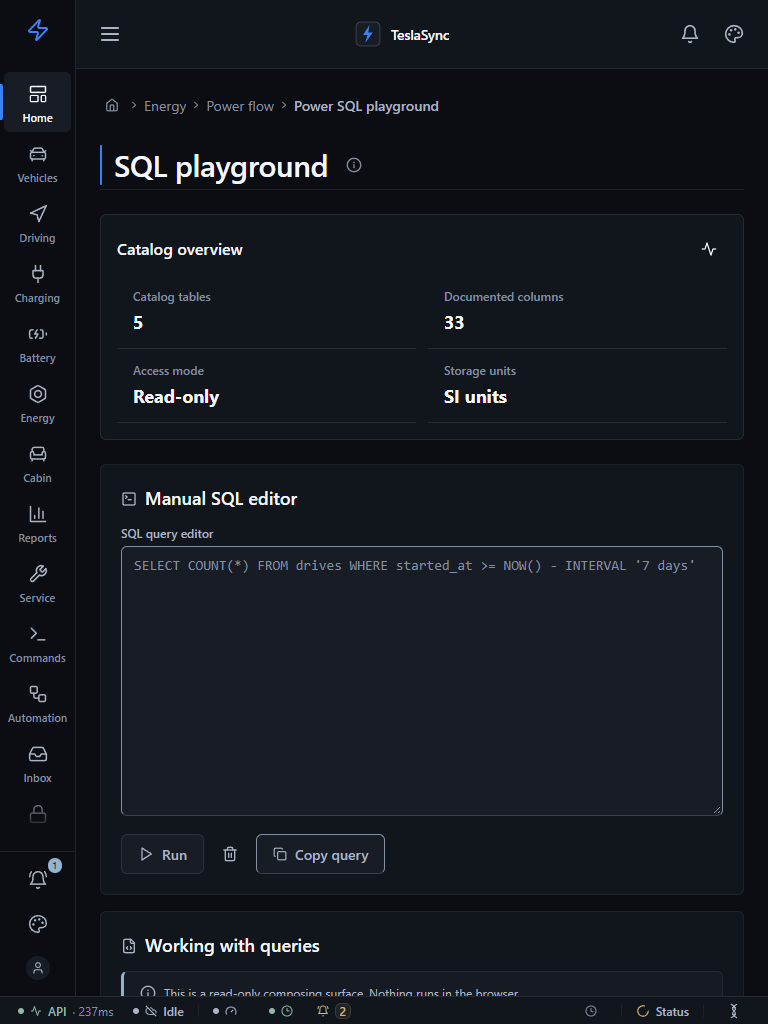 TeslaSync
Home
Vehicles
Driving
Charging
Battery
Energy
Cabin
Reports
Service
Commands
Automation
Inbox
1
Energy > Power flow > Power SQL playground
SQL playground
Catalog overview
Catalog tables
5
Documented columns
33
Access mode
Read-only
Storage units
SI units
Manual SQL editor
SQL query editor
SELECT COUNT(*) FROM drives WHERE started_at >= NOW() - INTERVAL '7 days'
Run
Copy query
Working with queries
This is a read-only composing surface. Nothing runs in the browser
API · 237ms
Idle
2
Status